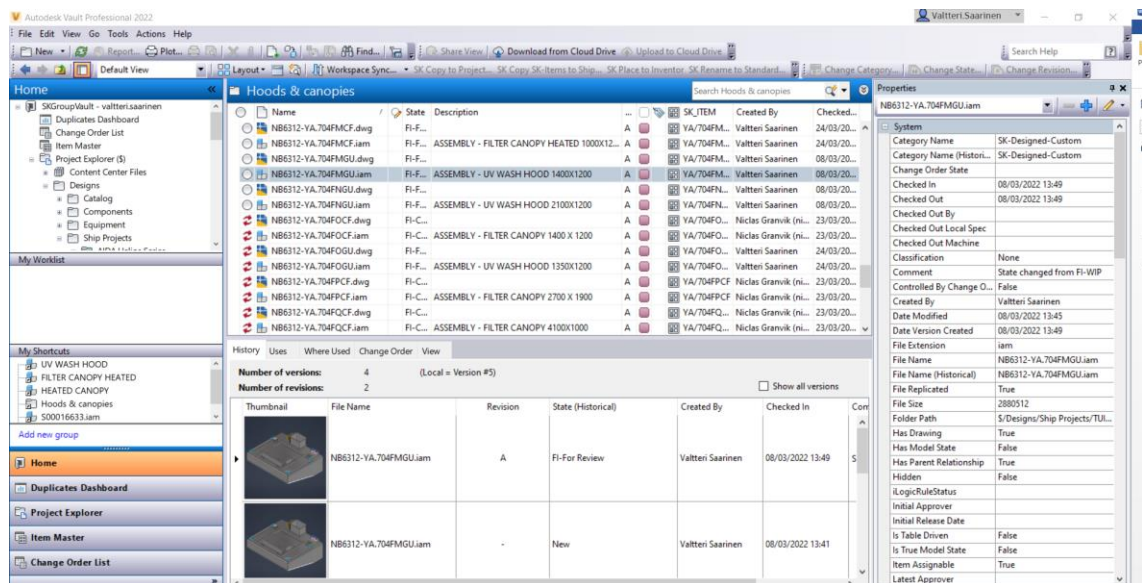 Autodesk Vault Professional 2022
Valtteri.Saarinen
File Edit View Go Tools Actions Help
New Report... Plot... Find... Share View Download from Cloud Drive Upload to Cloud Drive Search Help
Default View Layout Workspace Sync... SK Copy to Project... SK Copy SK-Items to Ship... SK Place to Inventor SK Rename to Standard... Change Category... Change State... Change Revision...
Home
SKGroupVault - valtteri.saarinen
Duplicates Dashboard
Change Order List
Item Master
Project Explorer ($)
Content Center Files
Designs
Catalog
Components
Equipment
Ship Projects
My Worklist
My Shortcuts
UV WASH HOOD
FILTER CANOPY HEATED
HEATED CANOPY
Hoods & canopies
S00016633.iam
Add new group
Home
Duplicates Dashboard
Project Explorer
Item Master
Change Order List
Hoods & canopies
Search Hoods & canopies
Name State Description ... SK_ITEM Created By Checked...
NB6312-YA.704FMCF.dwg FI-F... A YA/704FM... Valtteri Saarinen 24/03/20...
NB6312-YA.704FMCF.iam FI-F... ASSEMBLY - FILTER CANOPY HEATED 1000X12... A YA/704FM... Valtteri Saarinen 24/03/20...
NB6312-YA.704FMGU.dwg FI-F... A YA/704FM... Valtteri Saarinen 08/03/20...
NB6312-YA.704FMGU.iam FI-F... ASSEMBLY - UV WASH HOOD 1400X1200 A YA/704FM... Valtteri Saarinen 08/03/20...
NB6312-YA.704FNGU.dwg FI-F... A YA/704FN... Valtteri Saarinen 08/03/20...
NB6312-YA.704FNGU.iam FI-F... ASSEMBLY - UV WASH HOOD 2100X1200 A YA/704FN... Valtteri Saarinen 08/03/20...
NB6312-YA.704FOCF.dwg FI-C... A YA/704FO... Niclas Granvik (ni... 23/03/20...
NB6312-YA.704FOCF.iam FI-C... ASSEMBLY - FILTER CANOPY 1400 X 1200 A YA/704FO... Niclas Granvik (ni... 23/03/20...
NB6312-YA.704FOGU.dwg FI-F... A YA/704FO... Valtteri Saarinen 24/03/20...
NB6312-YA.704FOGU.iam FI-F... ASSEMBLY - UV WASH HOOD 1350X1200 A YA/704FO... Valtteri Saarinen 24/03/20...
NB6312-YA.704FPCF.dwg FI-C... A YA/704FPCF Niclas Granvik (ni... 23/03/20...
NB6312-YA.704FPCF.iam FI-C... ASSEMBLY - FILTER CANOPY 2700 X 1900 A YA/704FPCF Niclas Granvik (ni... 23/03/20...
NB6312-YA.704FQCF.dwg FI-C... A YA/704FQ... Niclas Granvik (ni... 23/03/20...
NB6312-YA.704FQCF.iam FI-C... ASSEMBLY - FILTER CANOPY 4100X1000 A YA/704FQ... Niclas Granvik (ni... 23/03/20...
History Uses Where Used Change Order View
Number of versions: 4 (Local = Version #5)
Number of revisions: 2 Show all versions
Thumbnail File Name Revision State (Historical) Created By Checked In Com
NB6312-YA.704FMGU.iam A FI-For Review Valtteri Saarinen 08/03/2022 13:49 S
NB6312-YA.704FMGU.iam - New Valtteri Saarinen 08/03/2022 13:41
Properties
NB6312-YA.704FMGU.iam
System
Category Name SK-Designed-Custom
Category Name (Histori... SK-Designed-Custom
Change Order State
Checked In 08/03/2022 13:49
Checked Out 08/03/2022 13:49
Checked Out By
Checked Out Local Spec
Checked Out Machine
Classification None
Comment State changed from FI-WIP
Controlled By Change O... False
Created By Valtteri Saarinen
Date Modified 08/03/2022 13:45
Date Version Created 08/03/2022 13:49
File Extension iam
File Name NB6312-YA.704FMGU.iam
File Name (Historical) NB6312-YA.704FMGU.iam
File Replicated True
File Size 2880512
Folder Path $/Designs/Ship Projects/TUI...
Has Drawing True
Has Model State False
Has Parent Relationship True
Hidden False
iLogicRuleStatus
Initial Approver
Initial Release Date
Is Table Driven False
Is True Model State False
Item Assignable True
Latest Approver